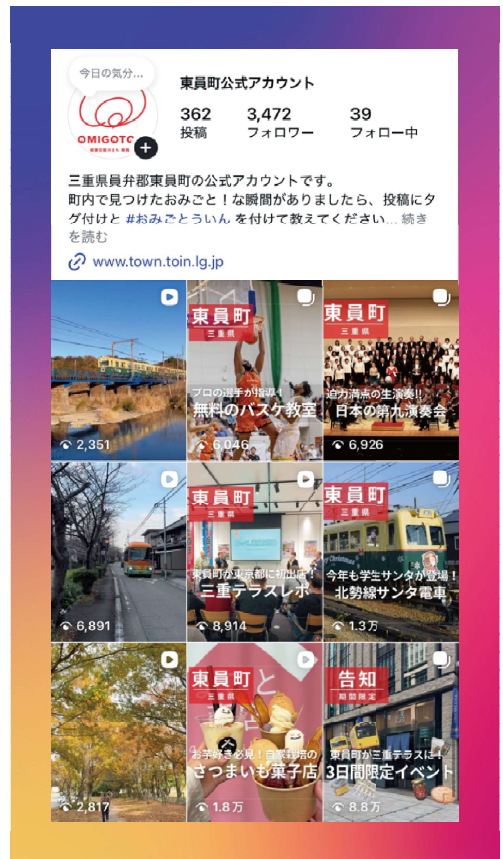 今日の気分...
OMIGOTO
東員町公式アカウント
362 3,472 39
投稿 フォロワー フォロー中
三重県員弁郡東員町の公式アカウントです。
町内で見つけたおみごと！な瞬間がありましたら、投稿にタ
グ付けと #おみごとういん を付けて教えてください... 続き
を読む
www.town.toin.lg.jp
2,351
東員町
三重県
プロの選手が指導！
無料のバスケ教室
6,046
東員町
三重県
迫力満点の生演奏!!
日本の第九演奏会
6,926
6,891
東員町
三重県
東員町が東京都に初出店！
三重テラスレポ
8,914
東員町
三重県
今年も学生サンタが登場！
北勢線サンタ電車
1.3万
2,817
東員町
三重県
お芋好き必見！自家栽培の
さつまいも菓子店
1.8万
告知
期間限定
東員町が三重テラスに！
3日間限定イベント
8.8万